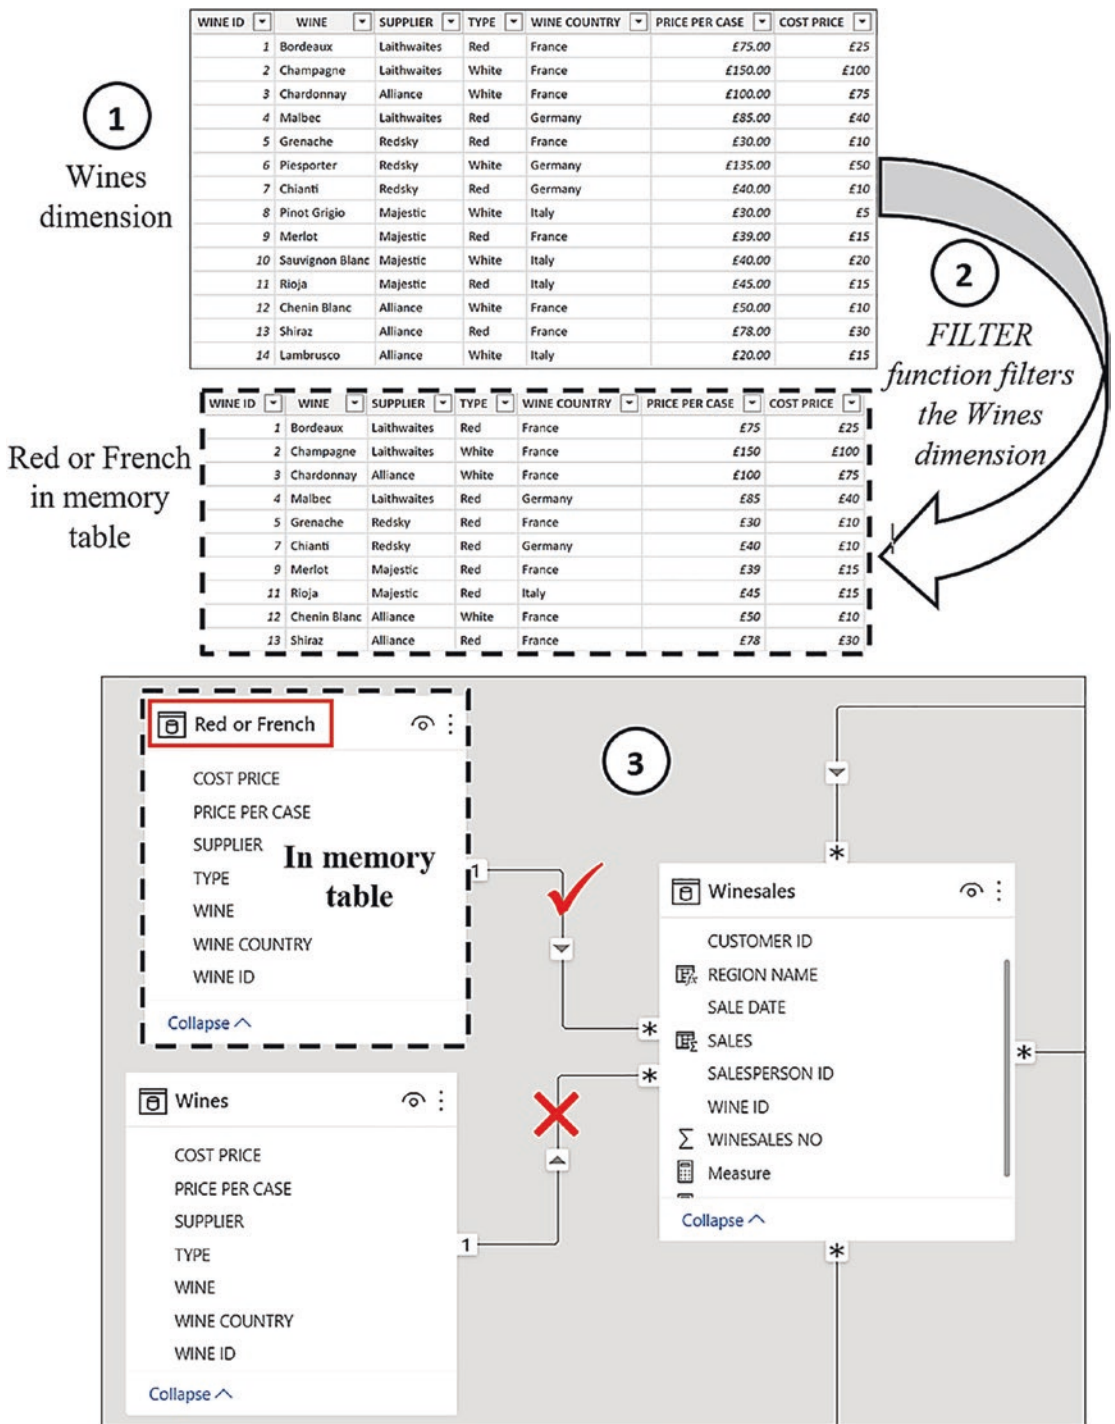 WINE ID WINE SUPPLIER TYPE WINE COUNTRY PRICE PER CASE COST PRICE
1 Bordeaux Laithwaites Red France £75.00 £25
2 Champagne Laithwaites White France £150.00 £100
3 Chardonnay Alliance White France £100.00 £75
4 Malbec Laithwaites Red Germany £85.00 £40
5 Grenache Redsky Red France £30.00 £10
6 Piesporter Redsky White Germany £135.00 £50
7 Chianti Redsky Red Germany £40.00 £10
8 Pinot Grigio Majestic White Italy £30.00 £5
9 Merlot Majestic Red France £39.00 £15
10 Sauvignon Blanc Majestic White Italy £40.00 £20
11 Rioja Majestic Red Italy £45.00 £15
12 Chenin Blanc Alliance White France £50.00 £10
13 Shiraz Alliance Red France £78.00 £30
14 Lambrusco Alliance White Italy £20.00 £15
1
Wines
dimension
2
FILTER
function filters
the Wines
dimension
Red or French
in memory
table
WINE ID WINE SUPPLIER TYPE WINE COUNTRY PRICE PER CASE COST PRICE
1 Bordeaux Laithwaites Red France £75 £25
2 Champagne Laithwaites White France £150 £100
3 Chardonnay Alliance White France £100 £75
4 Malbec Laithwaites Red Germany £85 £40
5 Grenache Redsky Red France £30 £10
7 Chianti Redsky Red Germany £40 £10
9 Merlot Majestic Red France £39 £15
11 Rioja Majestic Red Italy £45 £15
12 Chenin Blanc Alliance White France £50 £10
13 Shiraz Alliance Red France £78 £30
3
Red or French
COST PRICE
PRICE PER CASE
SUPPLIER
TYPE
WINE
WINE COUNTRY
WINE ID
Collapse
In memory
table
1
*
*
Winesales
CUSTOMER ID
REGION NAME
SALE DATE
SALES
SALESPERSON ID
WINE ID
WINESALES NO
Measure
Collapse
*
*
*
Wines
COST PRICE
PRICE PER CASE
SUPPLIER
TYPE
WINE
WINE COUNTRY
WINE ID
Collapse
1